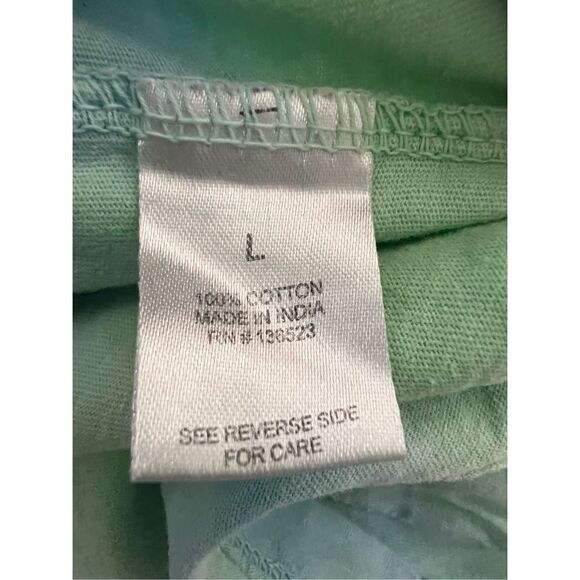 L
100% COTTON
MADE IN INDIA
RN # 136523
SEE REVERSE SIDE
FOR CARE